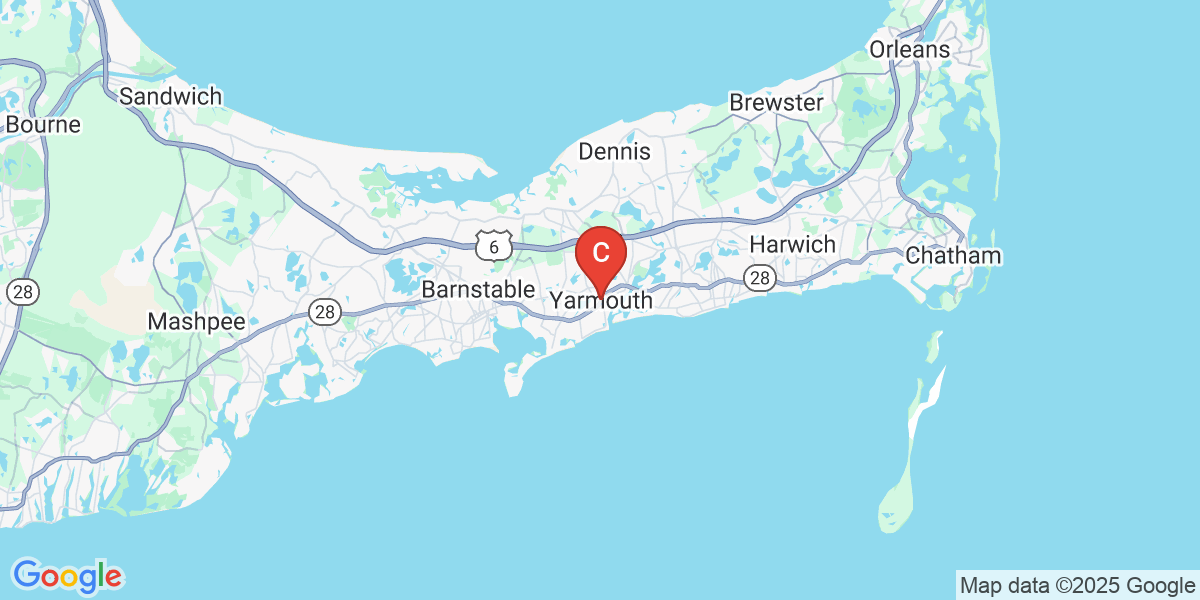 Orleans
Sandwich
Brewster
Bourne
Dennis
6
Harwich
Chatham
C
28
28
Barnstable
Yarmouth
28
Mashpee
Google
Map data ©2025 Google